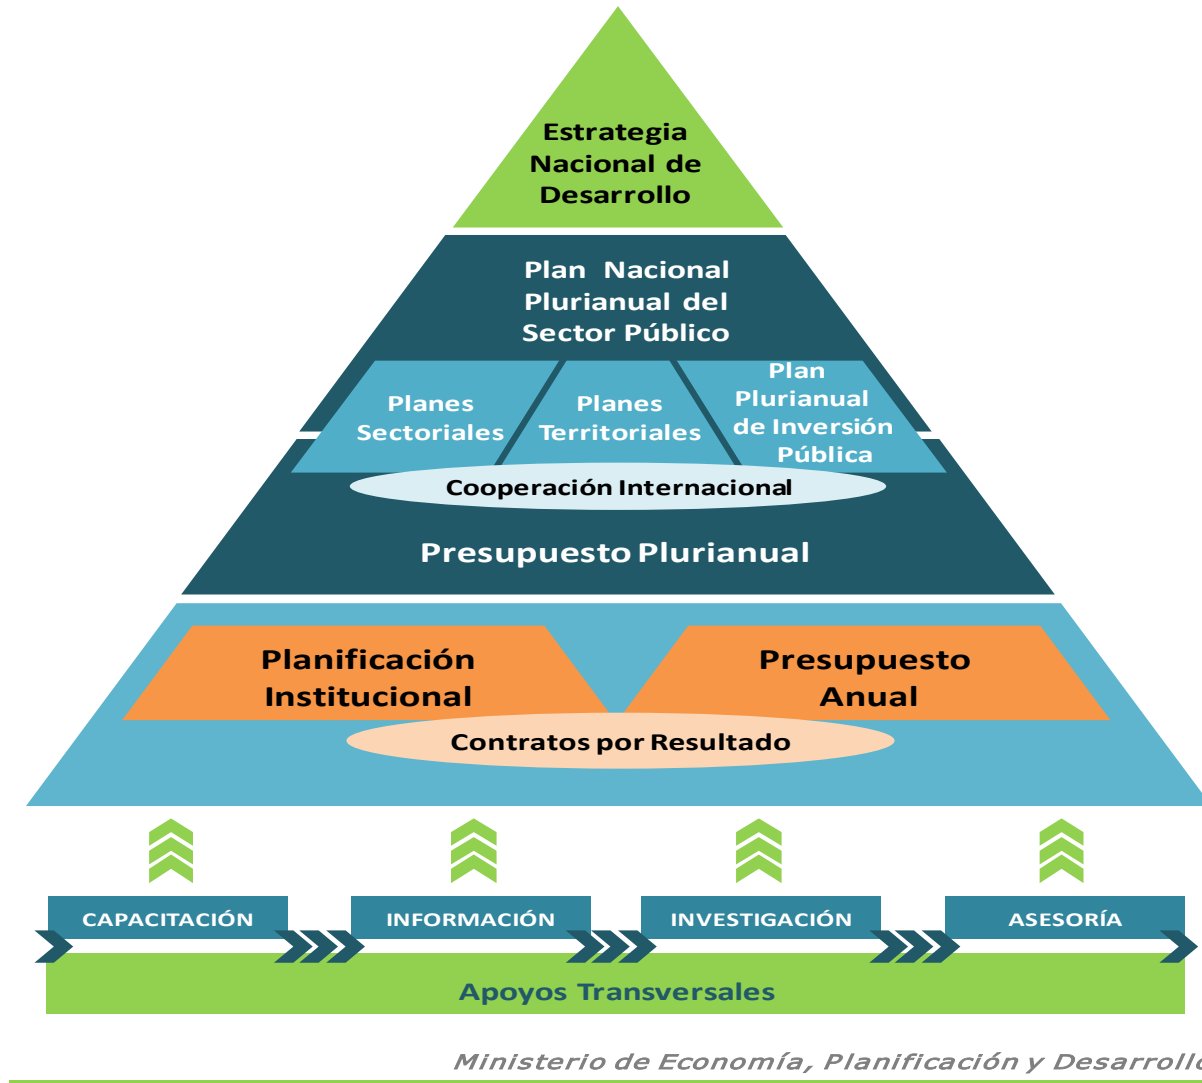 Estrategia
Nacional de
Desarrollo
Plan Nacional
Plurianual del
Sector Público
Planes
Sectoriales
Planes
Territoriales
Plan
Plurianual
de Inversión
Pública
Cooperación Internacional
Presupuesto Plurianual
Planificación
Institucional
Presupuesto
Anual
Contratos por Resultado
CAPACITACIÓN
INFORMACIÓN
INVESTIGACIÓN
ASESORÍA
Apoyos Transversales
Ministerio de Economía, Planificación y Desarrollo